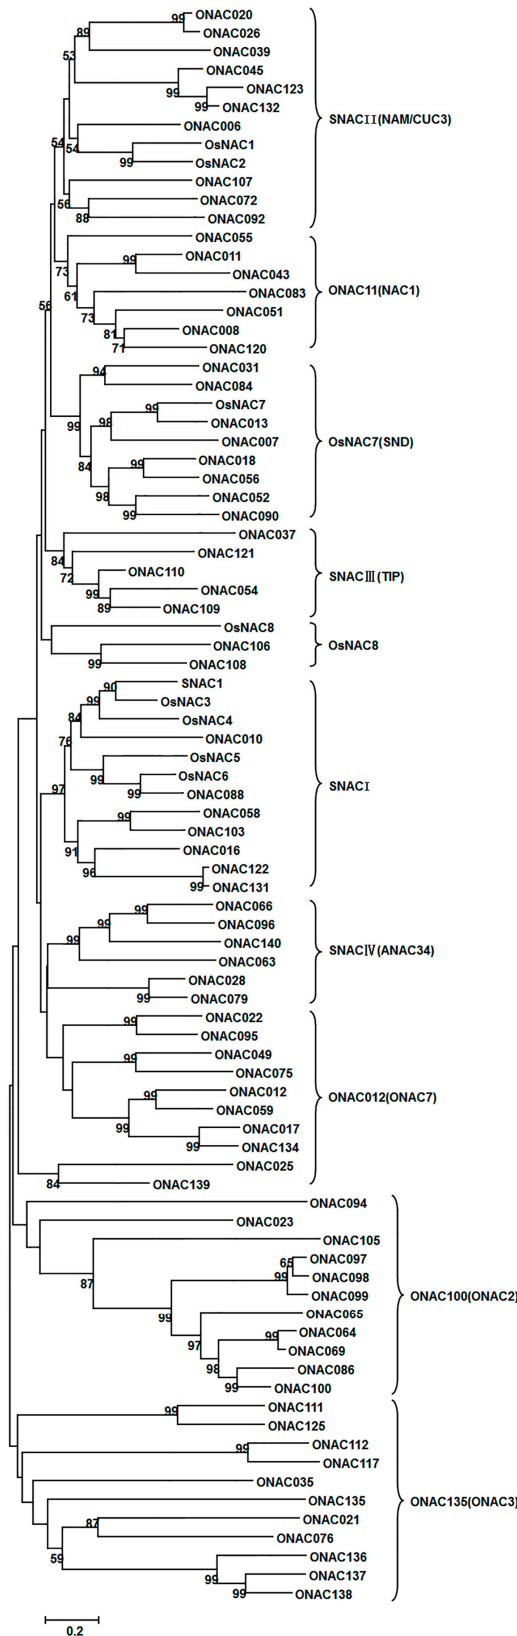 99
ONAC020
ONAC026
89
ONAC039
53
ONAC045
ONAC123
99
99
ONAC132
SNACⅡ(NAM/CUC3)
ONAC006
54
54
OsNAC1
99
OsNAC2
ONAC107
56
ONAC072
88
ONAC092
ONAC055
73
99
ONAC011
ONAC043
61
ONAC083
ONAC11(NAC1)
56
73
ONAC051
81
ONAC008
71
ONAC120
94
ONAC031
ONAC084
99
99
OsNAC7
98
ONAC013
ONAC007
OsNAC7(SND)
84
99
ONAC018
ONAC056
98
ONAC052
99
ONAC090
ONAC037
84
ONAC121
72
ONAC110
SNACⅢ(TIP)
99
ONAC054
89
ONAC109
OsNAC8
ONAC106
OsNAC8
99
ONAC108
90
SNAC1
99
OsNAC3
84
OsNAC4
76
ONAC010
OsNAC5
99
OsNAC6
97
99
ONAC088
SNACⅠ
99
ONAC058
ONAC103
91
ONAC016
96
ONAC122
99
ONAC131
99
ONAC066
99
ONAC096
99
ONAC140
SNACⅣ(ANAC34)
ONAC063
ONAC028
99
ONAC079
99
ONAC022
ONAC095
99
ONAC049
ONAC075
99
ONAC012
ONAC012(ONAC7)
ONAC059
99
ONAC017
99
ONAC134
ONAC025
84
ONAC139
ONAC094
ONAC023
ONAC105
87
65
ONAC097
99
ONAC098
ONAC099
ONAC100(ONAC2)
99
ONAC065
97
99
ONAC064
ONAC069
98
ONAC086
99
ONAC100
99
ONAC111
ONAC125
99
ONAC112
ONAC117
ONAC035
ONAC135
ONAC135(ONAC3)
87
ONAC021
ONAC076
59
ONAC136
99
ONAC137
99
ONAC138
0.2